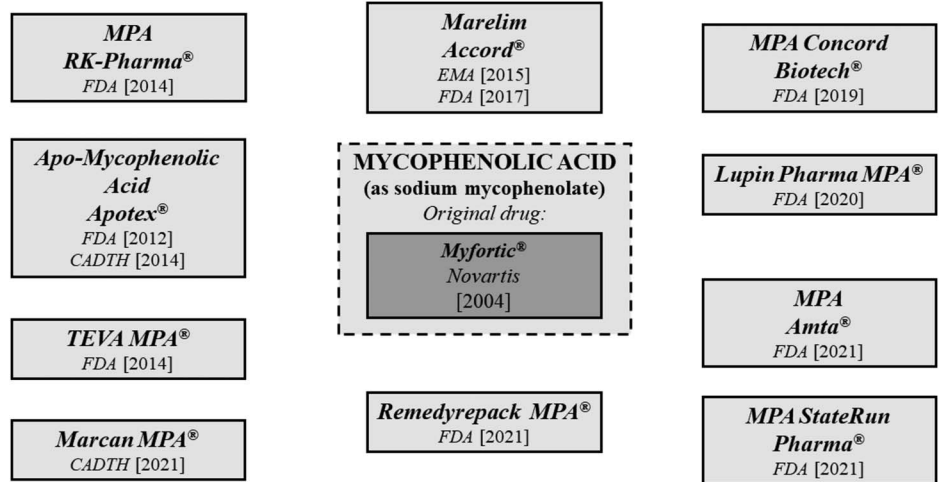 MPA
RK-Pharma®
FDA [2014]
Marelim
Accord®
EMA [2015]
FDA [2017]
MPA Concord
Biotech®
FDA [2019]
Apo-Mycophenolic
Acid
Apotex®
FDA [2012]
CADTH [2014]
MYCOPHENOLIC ACID
(as sodium mycophenolate)
Original drug:
Myfortic®
Novartis
[2004]
Lupin Pharma MPA®
FDA [2020]
TEVA MPA®
FDA [2014]
MPA
Amta®
FDA [2021]
Marcan MPA®
CADTH [2021]
Remedyrepack MPA®
FDA [2021]
MPA StateRun
Pharma®
FDA [2021]